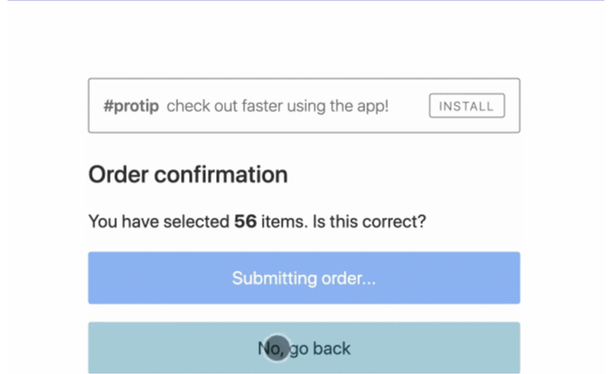 #protip check out faster using the app! INSTALL
Order confirmation
You have selected 56 items. Is this correct?
Submitting order...
No, go back